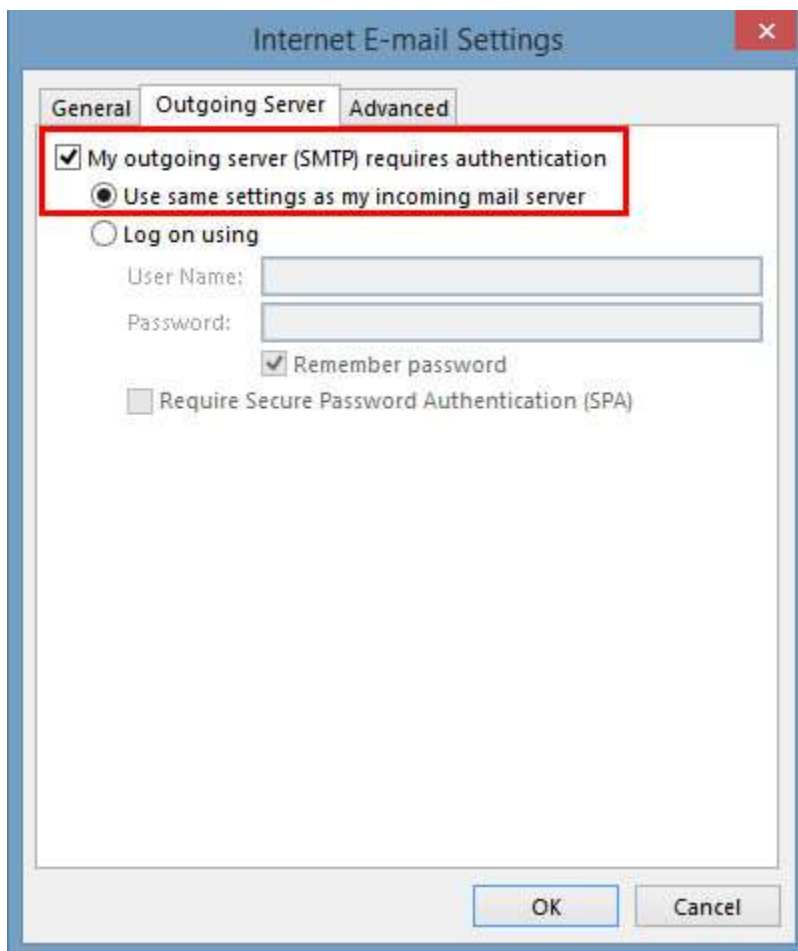 Internet E-mail Settings
General Outgoing Server Advanced
My outgoing server (SMTP) requires authentication
Use same settings as my incoming mail server
Log on using
User Name:
Password:
Remember password
Require Secure Password Authentication (SPA)
OK Cancel